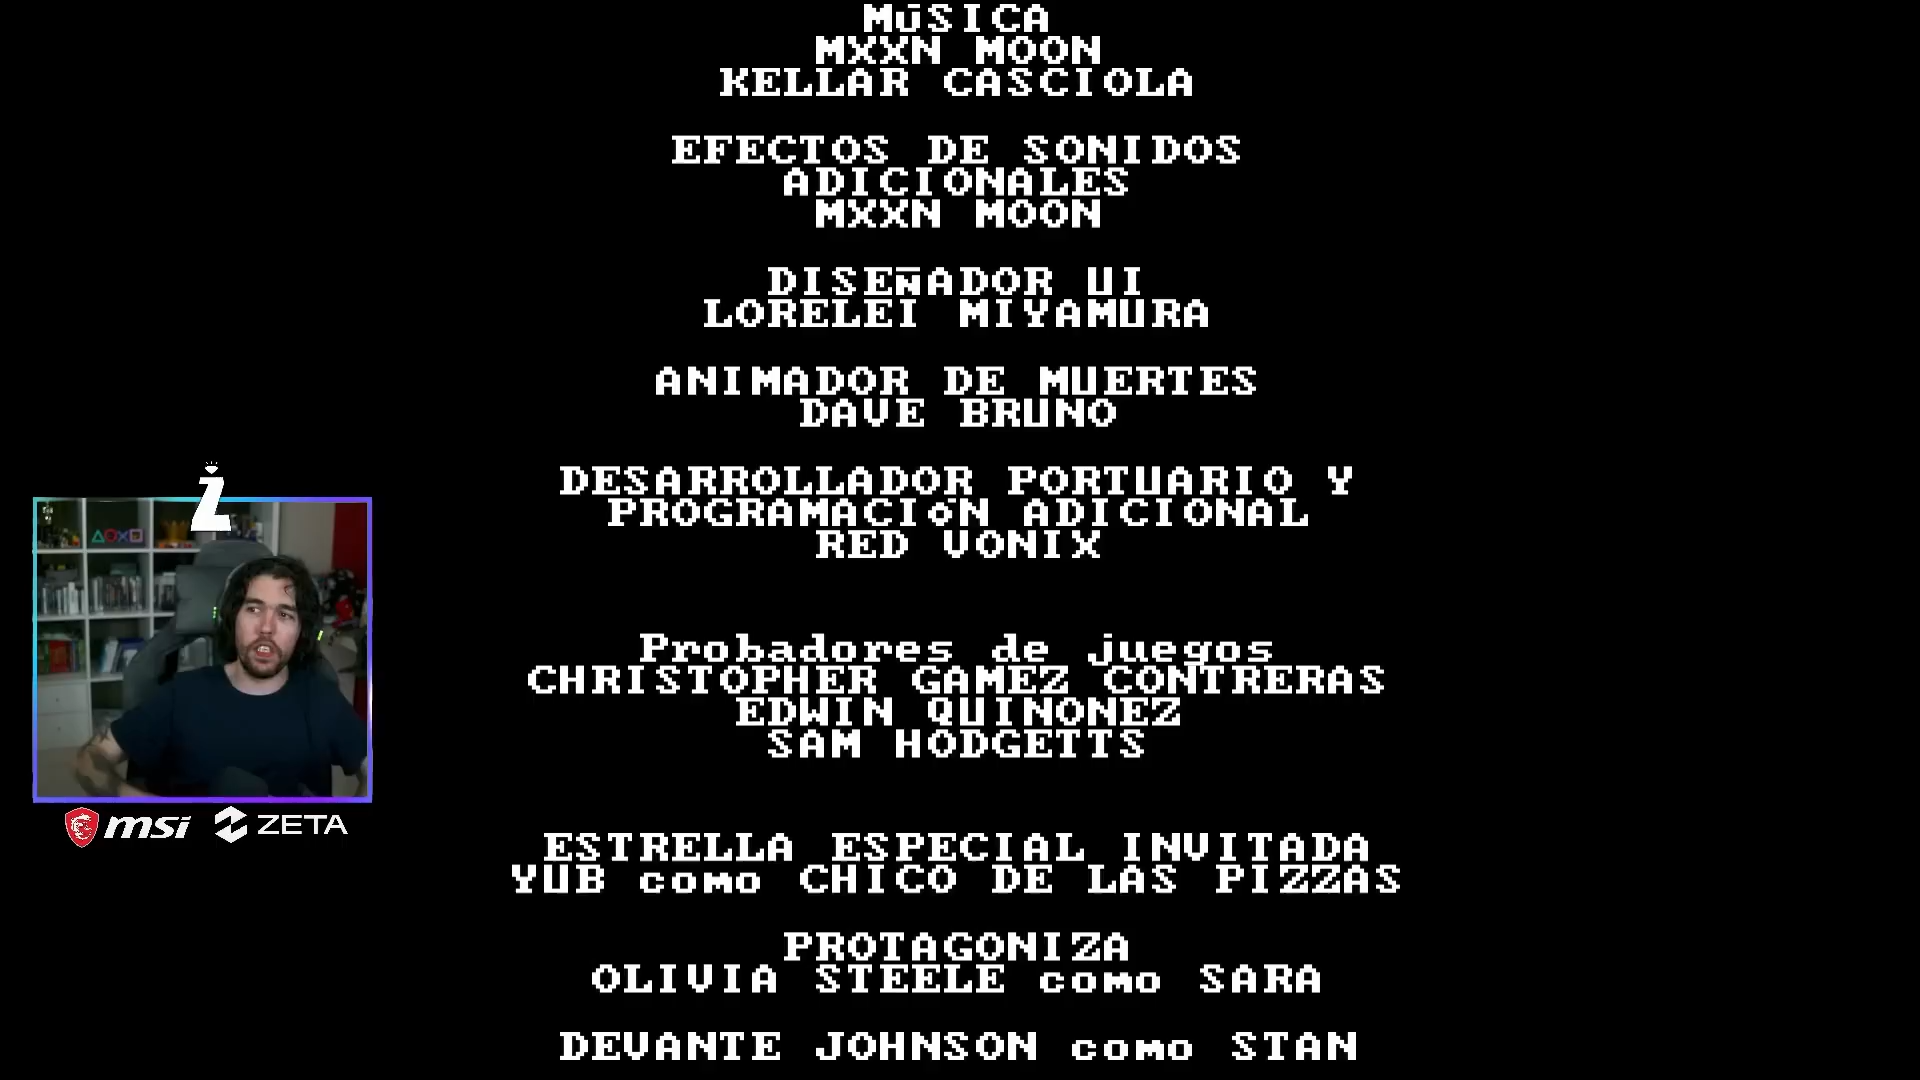 MúSICA
MXXN MOON
KELLAR CASCIOLA
EFECTOS DE SONIDOS
ADICIONALES
MXXN MOON
DISEñADOR UI
LORELEI MIYAMURA
ANIMADOR DE MUERTES
DAVE BRUNO
DESARROLLADOR PORTUARIO Y
PROGRAMACIóN ADICIONAL
RED VONIX
Probadores de juegos
CHRISTOPHER GAMEZ CONTRERAS
EDWIN QUINONEZ
SAM HODGETTS
ESTRELLA ESPECIAL INVITADA
YUB como CHICO DE LAS PIZZAS
PROTAGONIZA
OLIVIA STEELE como SARA
DEVANTE JOHNSON como STAN
Z
msi ZETA